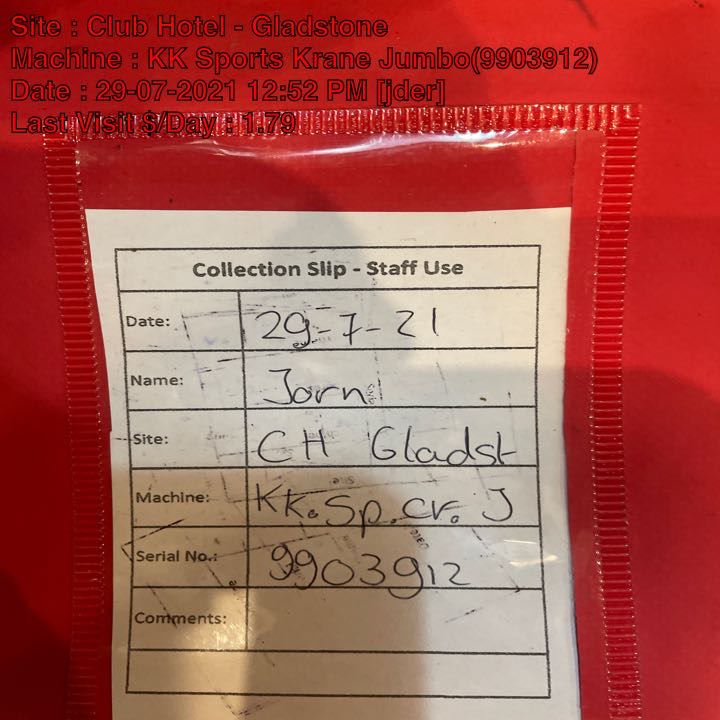 Site : Club Hotel - Gladstone
Machine : KK Sports Krane Jumbo(9903912)
Date : 29-07-2021 12:52 PM [jder]
Last Visit $/Day : 1.79
Collection Slip - Staff Use
Date: 29-7-21
Name: Jorn
Site: CH Gladst
Machine: KK.Sp.cr. J
Serial No.: 9903912
Comments: